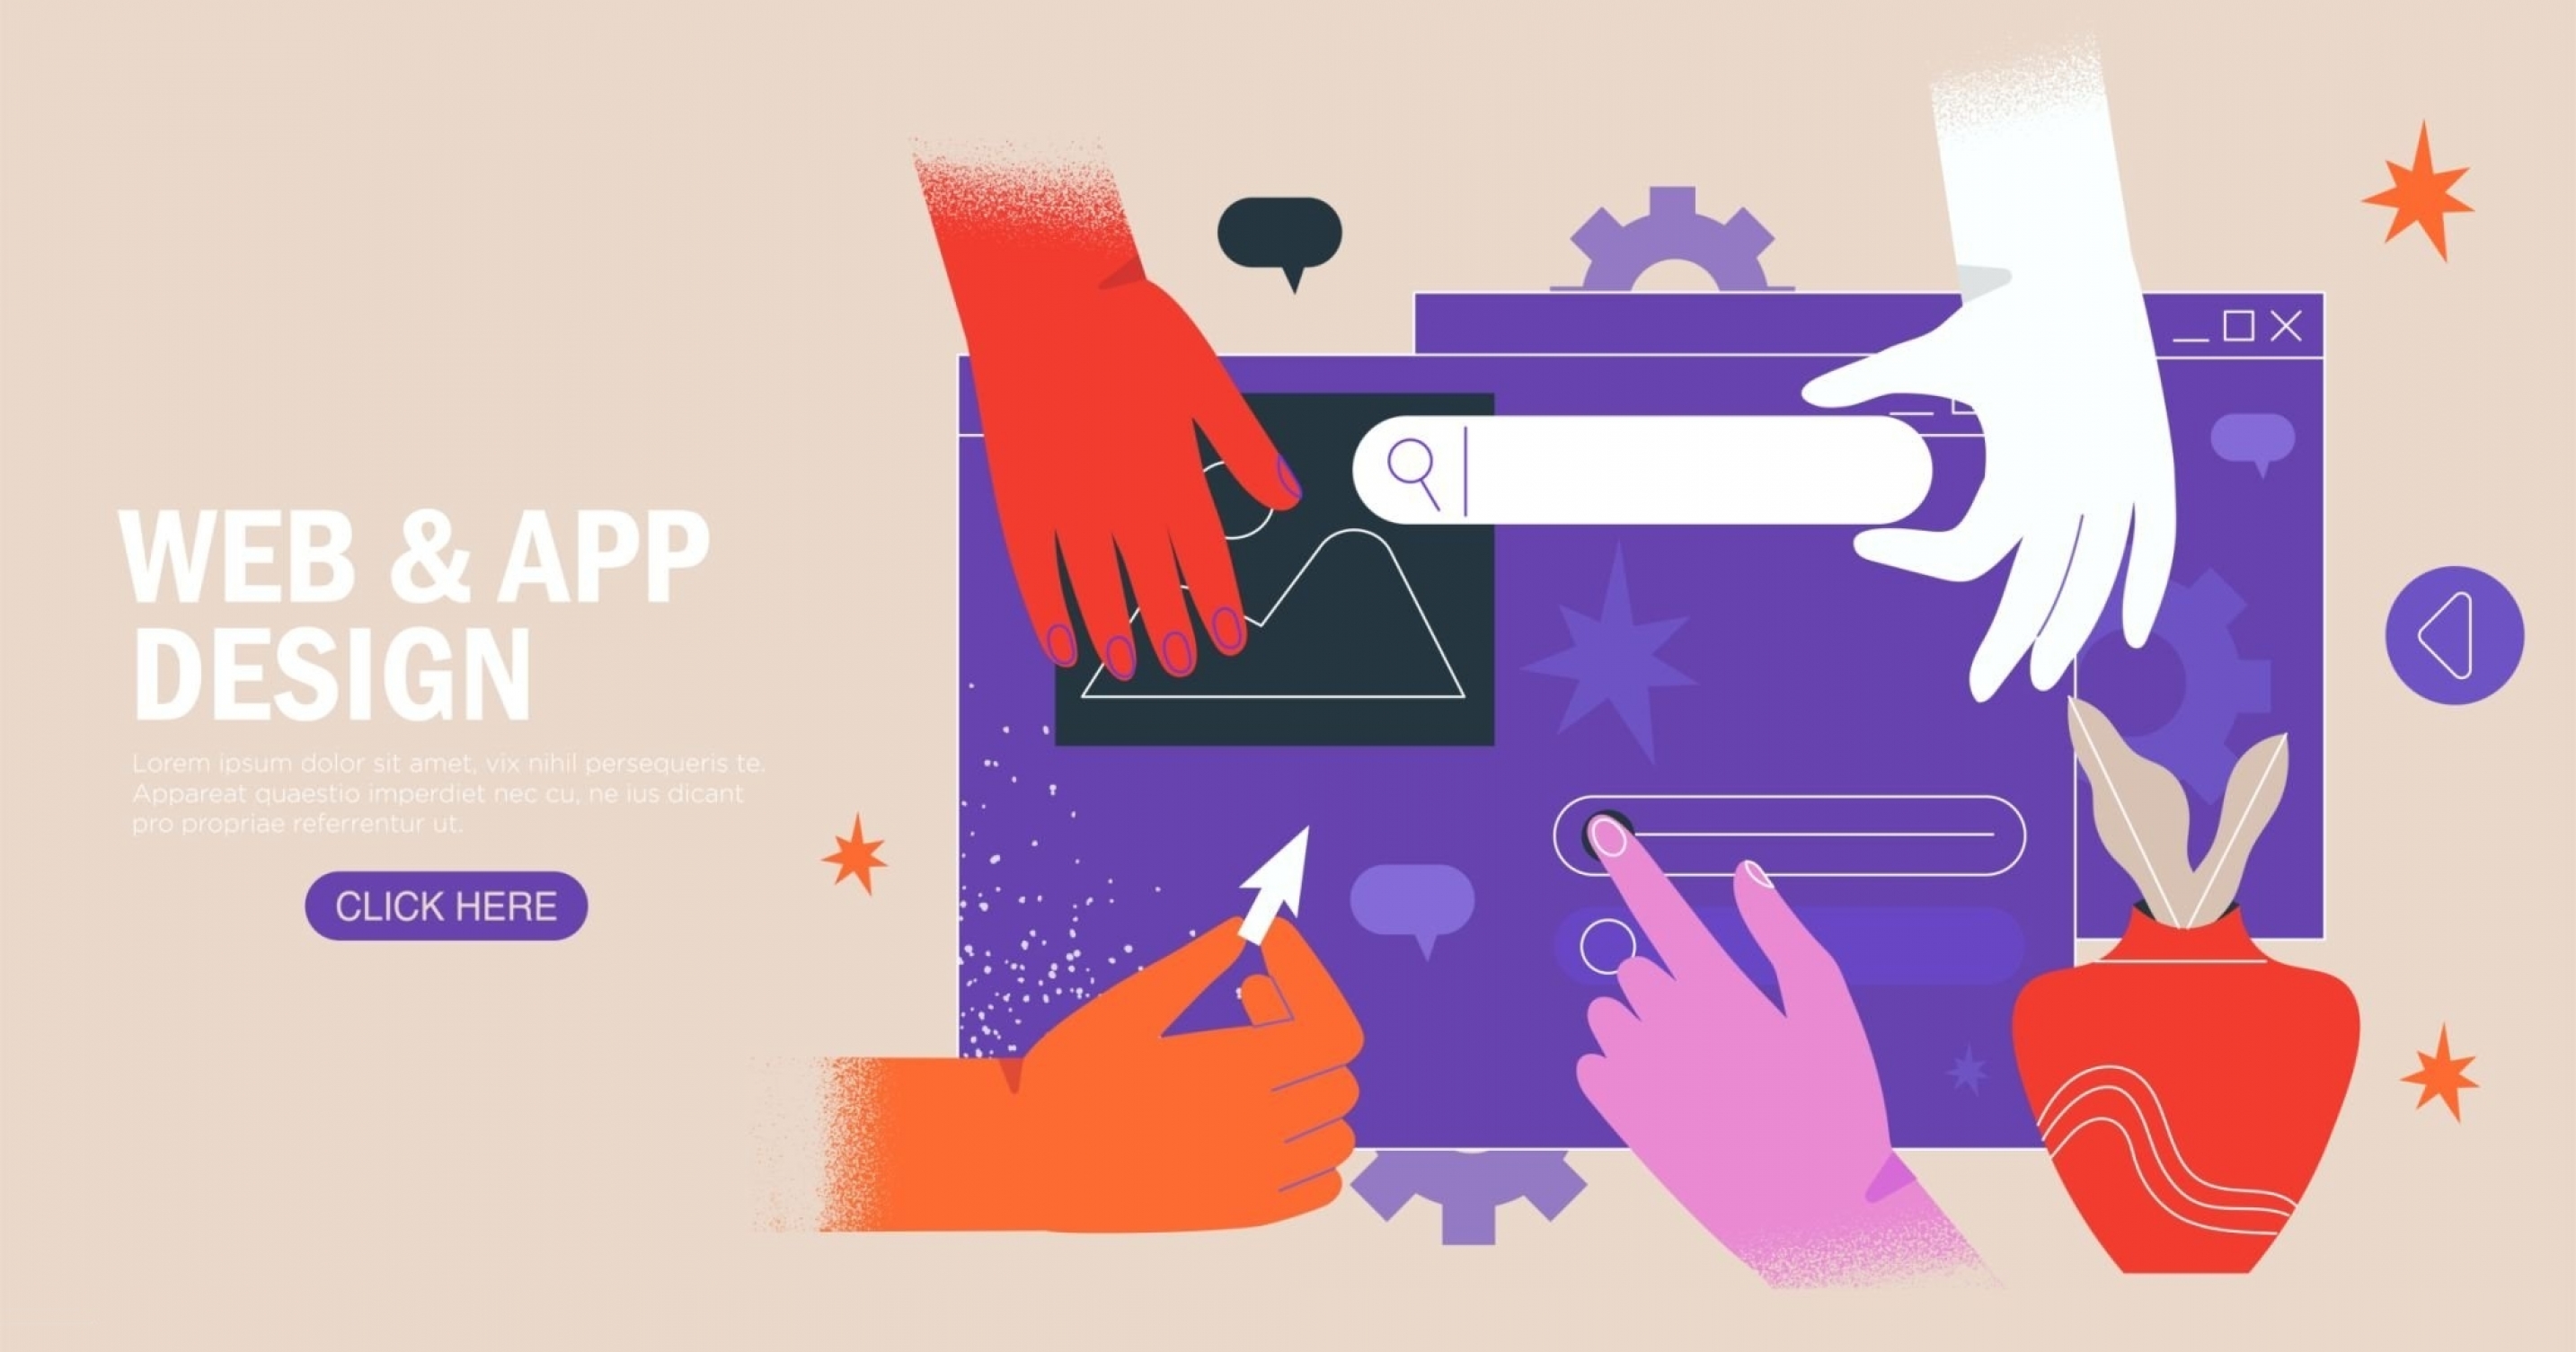 WEB & APP
DESIGN
Lorem ipsum dolor sit amet, vix nihil persequeris te.
Appareat quaestio imperdiet nec cu, ne ius dicant
pro propriae referrentur ut.
CLICK HERE